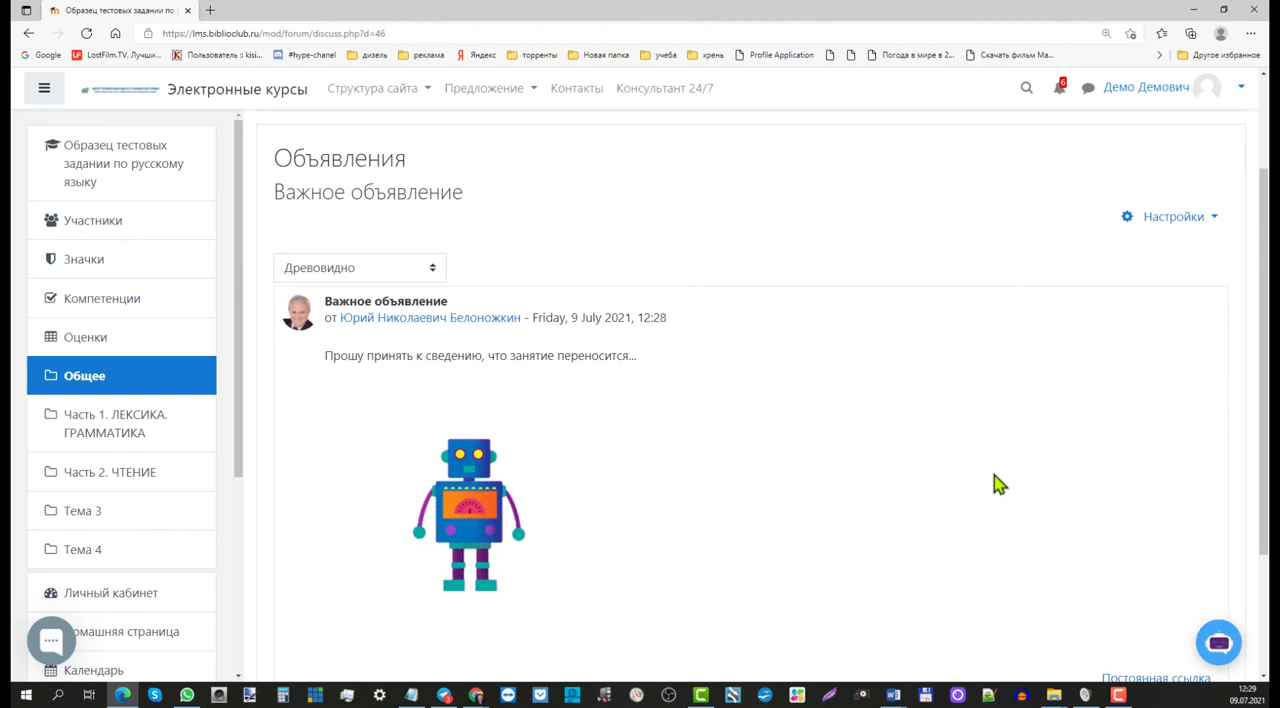 Образец тестовых задании по
https://lms.biblioclub.ru/mod/forum/discuss.php?d=46
Google
LostFilm.TV. Лучши...
Пользователь :: kisi...
#hype-channel
дизель
реклама
Яндекс
торренты
Новая папка
учеба
хрень
Profile Application
Погода в мире в 2...
Скачать фильм Ma...
Другое избранное
Электронные курсы
Структура сайта
Предложение
Контакты
Консультант 24/7
6
Демо Демович
Образец тестовых
задании по русскому
языку
Участники
Значки
Компетенции
Оценки
Общее
Часть 1. ЛЕКСИКА.
ГРАММАТИКА
Часть 2. ЧТЕНИЕ
Тема 3
Тема 4
Личный кабинет
омашняя страница
Календарь
Объявления
Важное объявление
Настройки
Древовидно
Важное объявление
от Юрий Николаевич Белоножкин - Friday, 9 July 2021, 12:28
Прошу принять к сведению, что занятие переносится...
Постоянная ссылка
12:29
09.07.2021